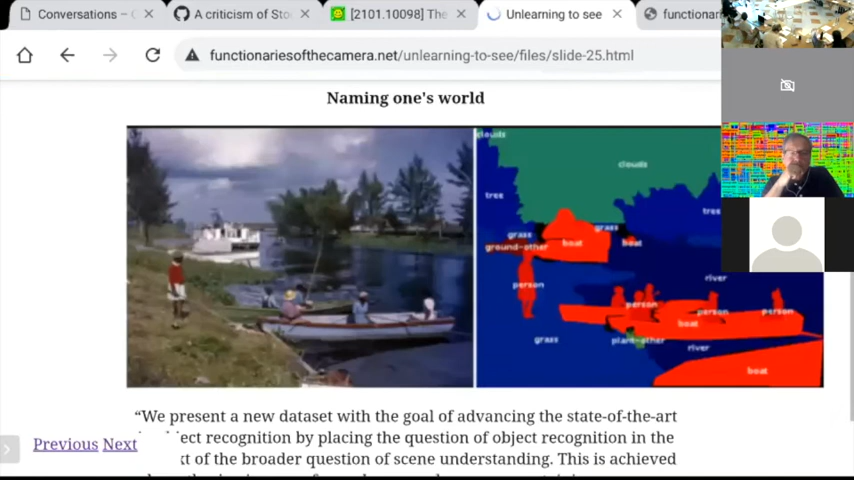 Conversations –
A criticism of Sto
[2101.10098] The
Unlearning to see
functionar
functionariesofthecamera.net/unlearning-to-see/files/slide-25.html
Naming one's world
clouds
clouds
tree
tree
grass
grass
ground-other
boat
boat
person
river
person
person
person
boat
grass
plant-other
river
boat
“We present a new dataset with the goal of advancing the state-of-the-art
ject recognition by placing the question of object recognition in the
Previous Next
xt of the broader question of scene understanding. This is achieved